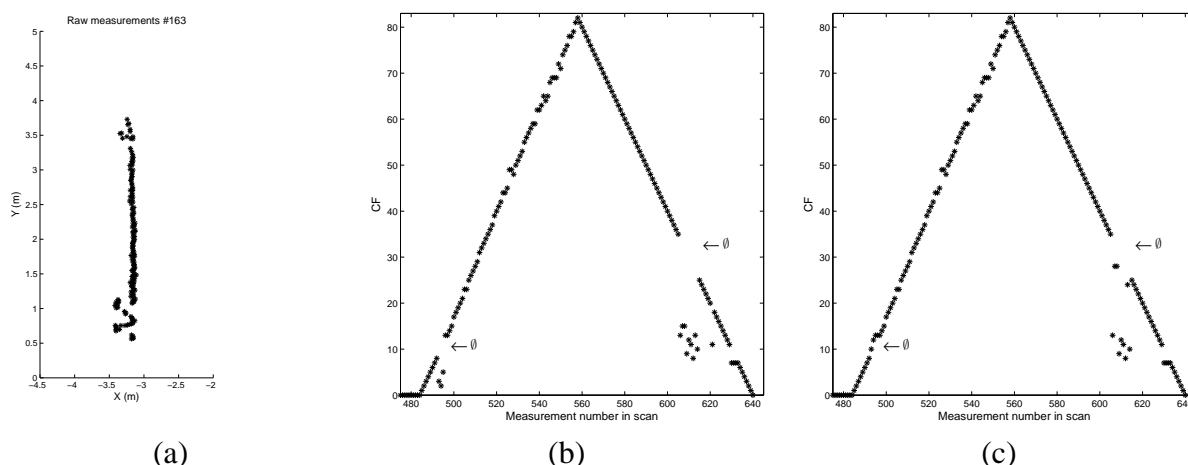 Raw measurements #163
5
4.5
4
3.5
3
2.5
2
1.5
1
0.5
0
Y (m)
−4.5 −4 −3.5 −3 −2.5 −2
X (m)
(a)
80
70
60
50
40
30
20
10
0
CF
← ∅
← ∅
480 500 520 540 560 580 600 620 640
Measurement number in scan
(b)
80
70
60
50
40
30
20
10
0
CF
← ∅
← ∅
480 500 520 540 560 580 600 620 640
Measurement number in scan
(c)